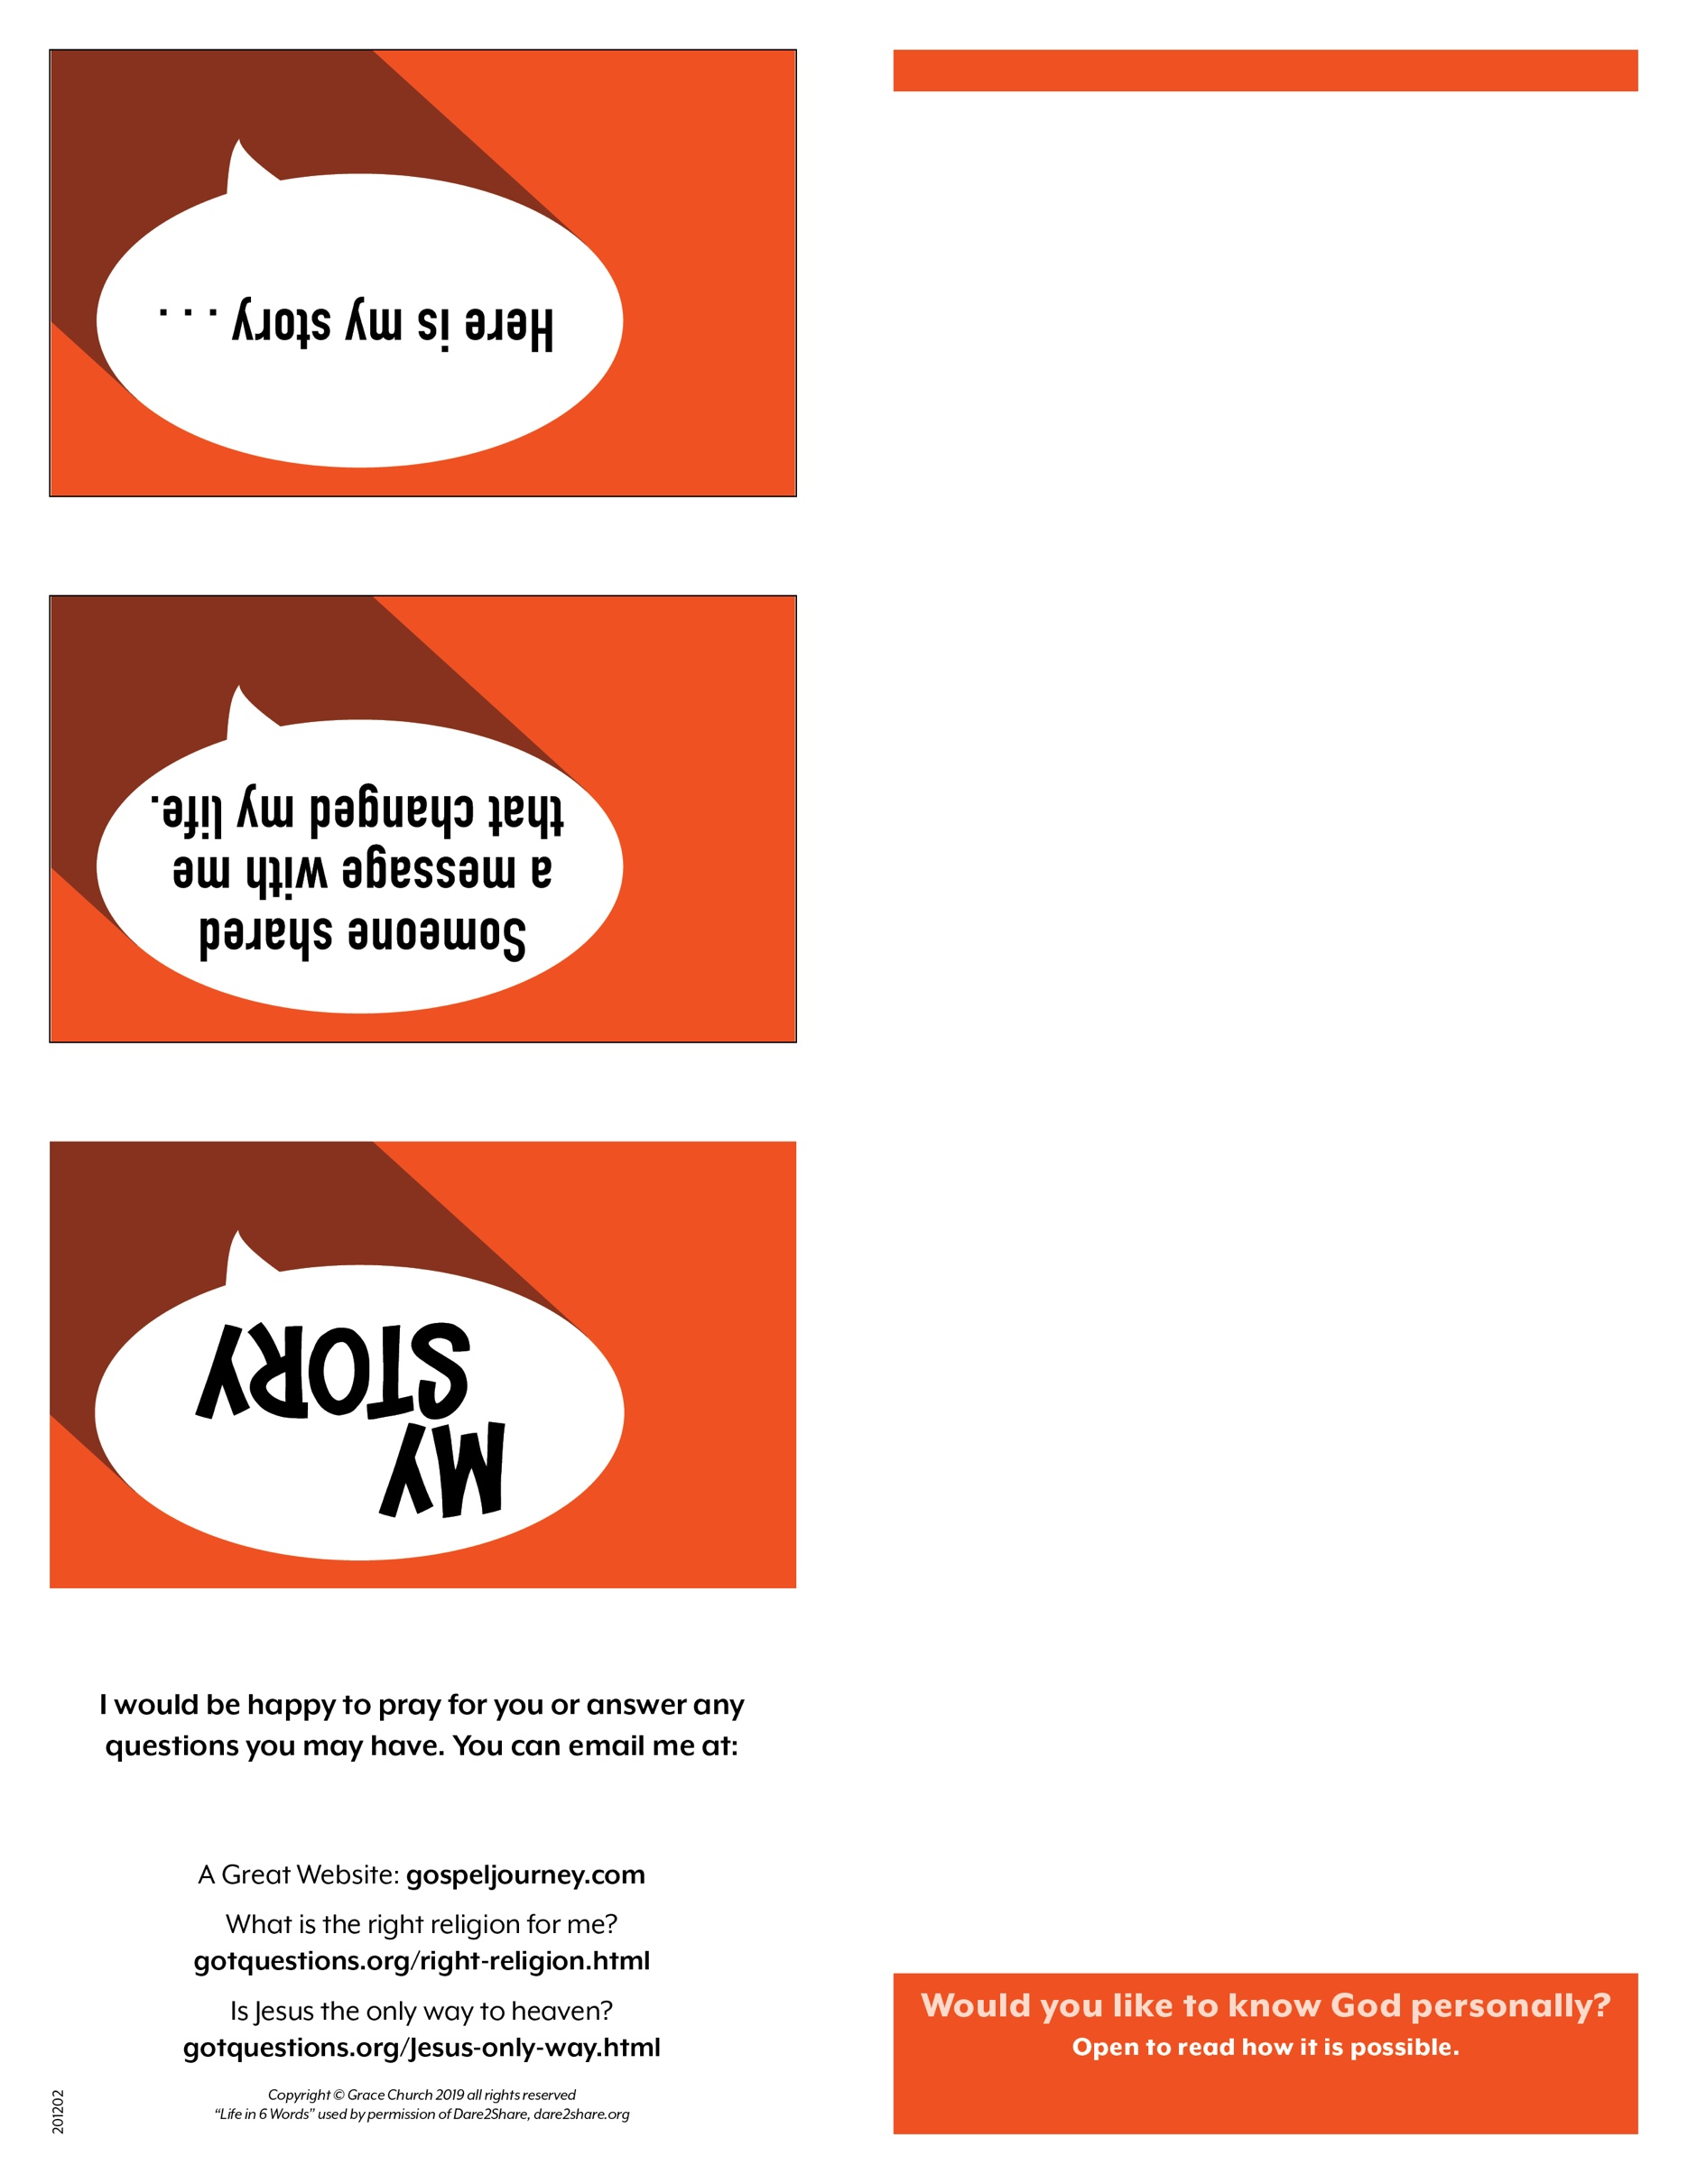 Here is my story . . .
Someone shared
a message with me
that changed my life.
MY
STORY
I would be happy to pray for you or answer any
questions you may have. You can email me at:
A Great Website: gospeljourney.com
What is the right religion for me?
gotquestions.org/right-religion.html
Is Jesus the only way to heaven?
gotquestions.org/Jesus-only-way.html
Copyright © Grace Church 2019 all rights reserved
“Life in 6 Words” used by permission of Dare2Share, dare2share.org
201202
Would you like to know God personally?
Open to read how it is possible.